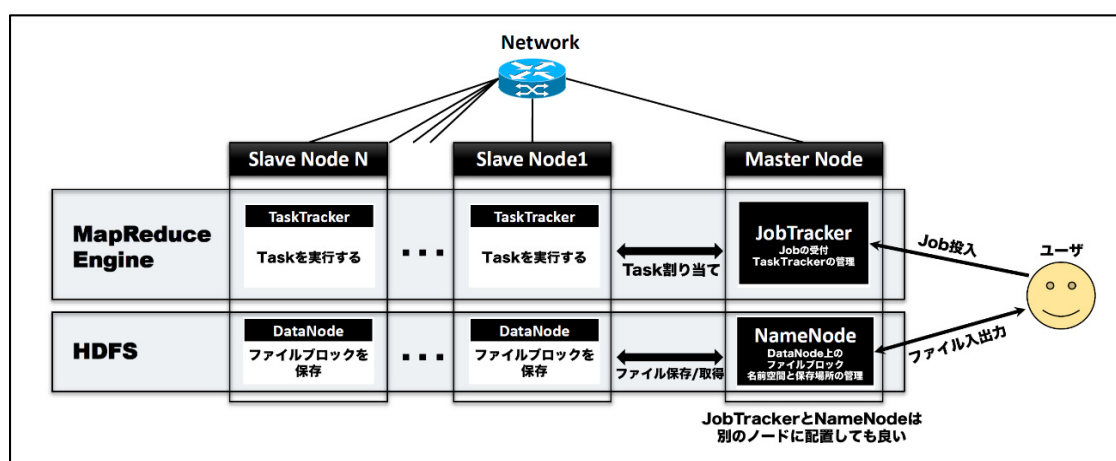 Network
Slave Node N
Slave Node1
Master Node
MapReduce
Engine
TaskTracker
Taskを実行する
...
TaskTracker
Taskを実行する
Task割り当て
JobTracker
Jobの受付
TaskTrackerの管理
Job投入
ユーザ
HDFS
DataNode
ファイルブロックを
保存
...
DataNode
ファイルブロックを
保存
ファイル保存/取得
NameNode
DataNode上の
ファイルブロック
名前空間と保存場所の管理
ファイル入出力
JobTrackerとNameNodeは
別のノードに配置しても良い